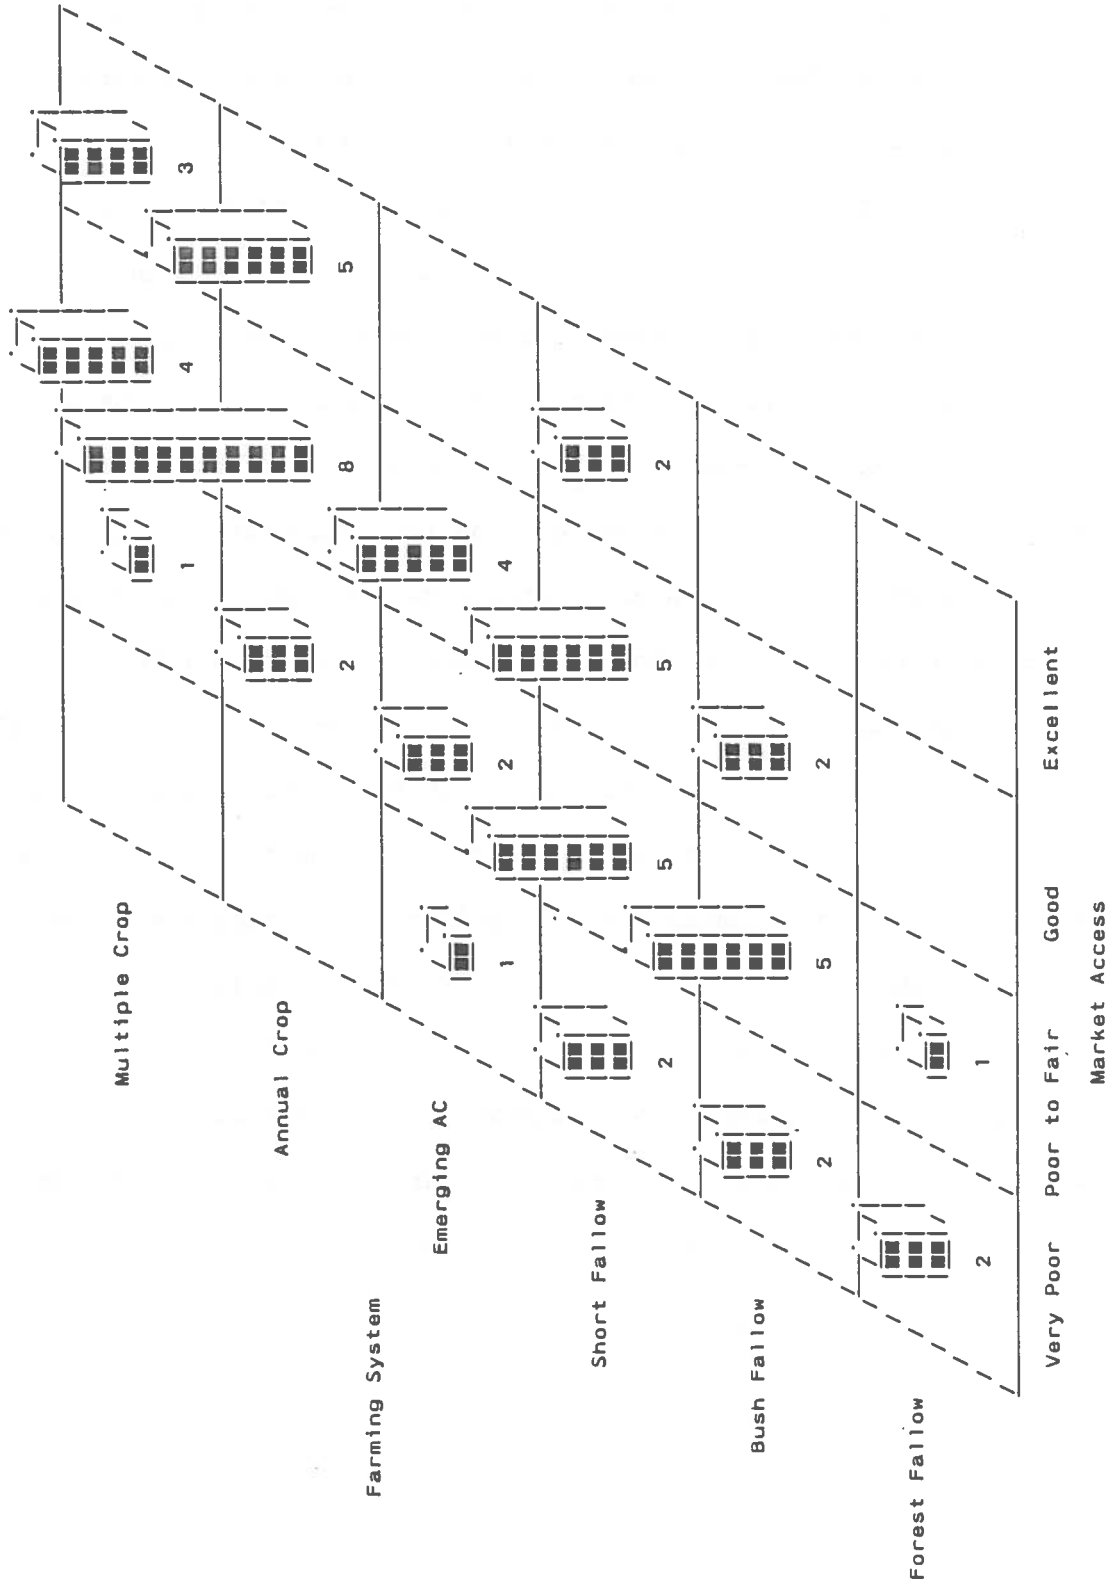 Multiple Crop
1 4 3
Annual Crop
2 8 5
Farming System
Emerging AC
1 2 4
Short Fallow
2 5 5 2
Bush Fallow
2 5 2
Forest Fallow
2 1
Very Poor Poor to Fair Good Excellent
Market Access